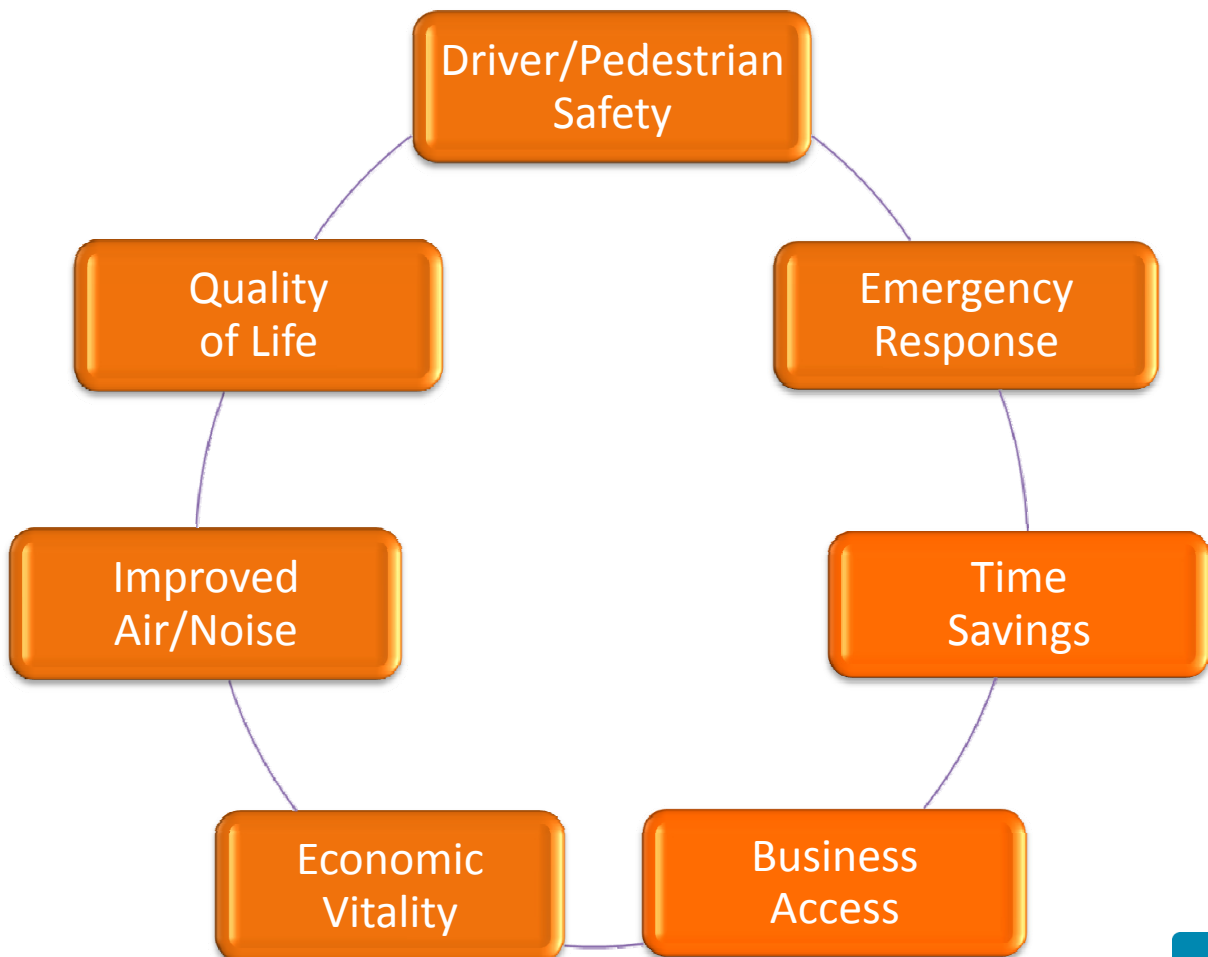 Driver/Pedestrian
Safety
Emergency
Response
Time
Savings
Business
Access
Economic
Vitality
Improved
Air/Noise
Quality
of Life